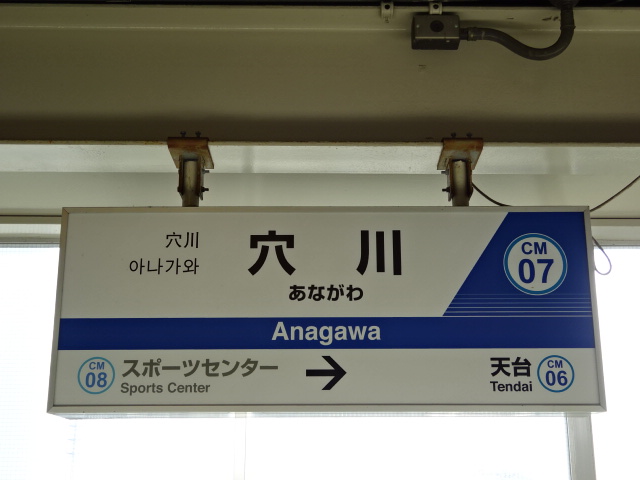 穴川
아나가와
穴 川
あながわ
CM
07
Anagawa
CM
08
スポーツセンター
Sports Center
→
天台
Tendai
CM
06